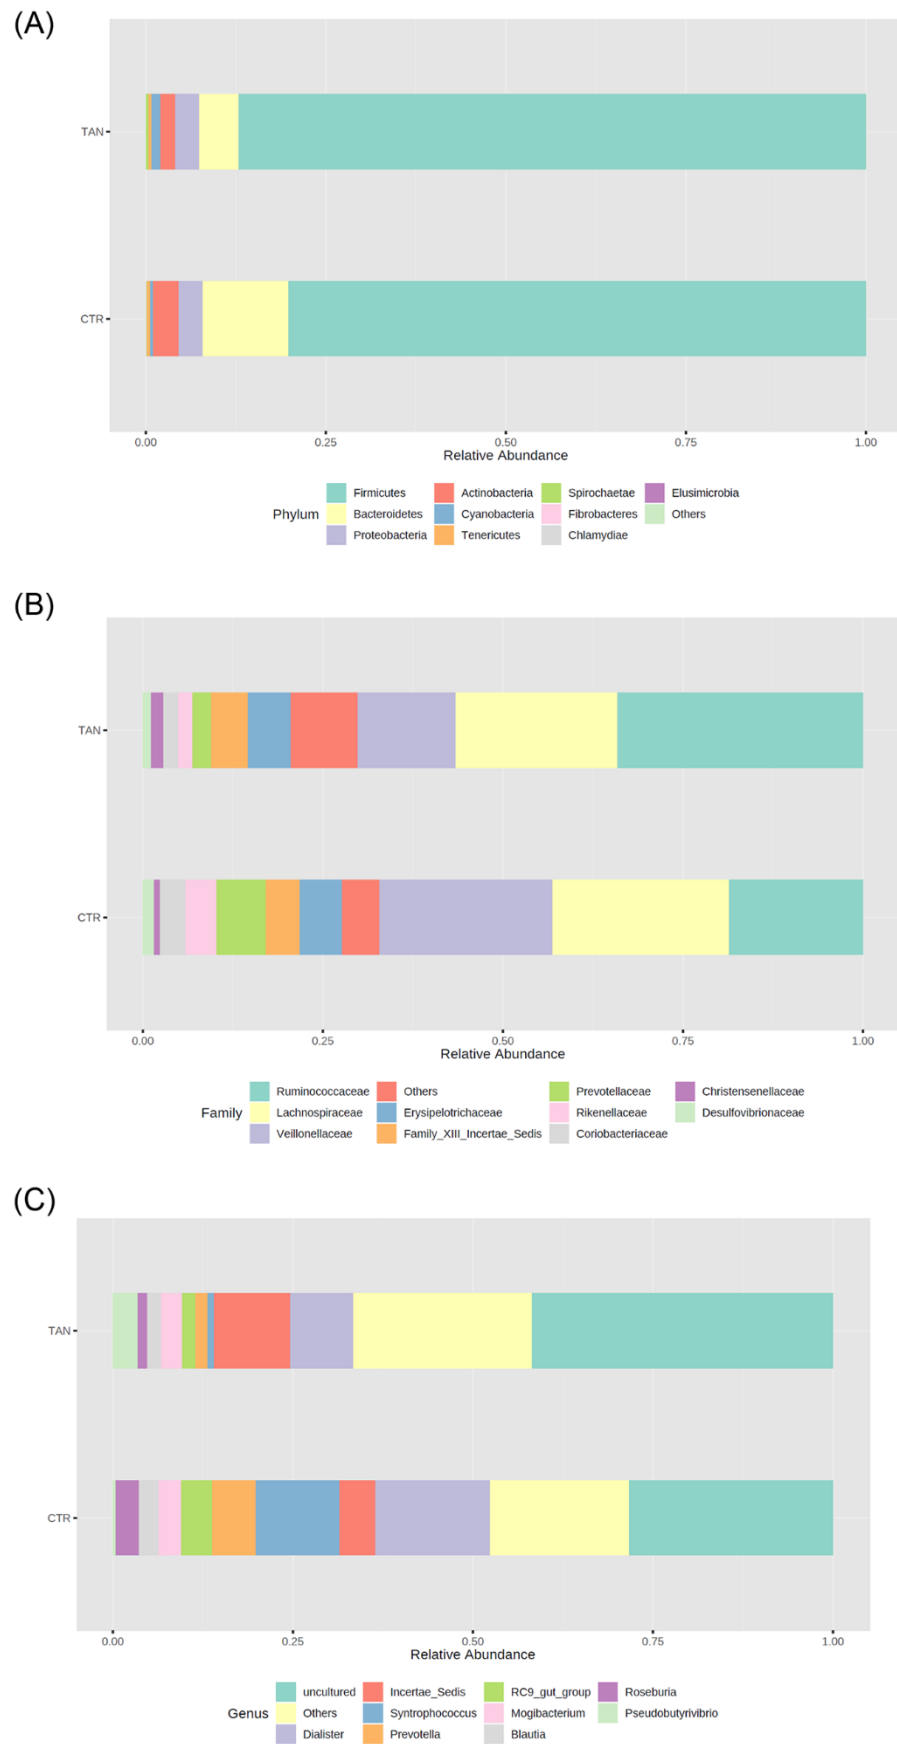 (A)
TAN
CTR
0.00 0.25 0.50 0.75 1.00
Relative Abundance
Firmicutes Actinobacteria Spirochaetae Elusimicrobia
Phylum Bacteroidetes Cyanobacteria Fibrobacteres Others
Proteobacteria Tenericutes Chlamydiae
(B)
TAN
CTR
0.00 0.25 0.50 0.75 1.00
Relative Abundance
Ruminococcaceae Others Prevotellaceae Christensenellaceae
Family Lachnospiraceae Erysipelotrichaceae Rikenellaceae Desulfovibrionaceae
Veillonellaceae Family_XIII_Incertae_Sedis Coriobacteriaceae
(C)
TAN
CTR
0.00 0.25 0.50 0.75 1.00
Relative Abundance
uncultured Incertae_Sedis RC9_gut_group Roseburia
Genus Others Syntrophococcus Mogibacterium Pseudobutyrivibrio
Dialister Prevotella Blautia